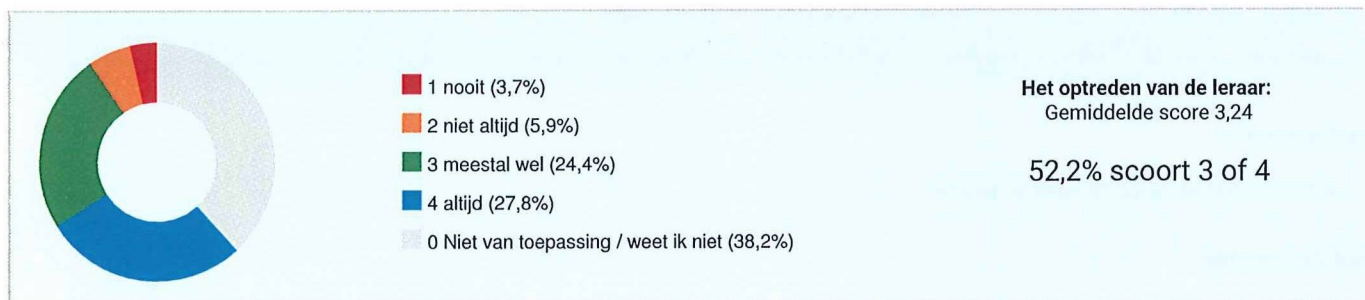 1 nooit (3,7%)
2 niet altijd (5,9%)
3 meestal wel (24,4%)
4 altijd (27,8%)
0 Niet van toepassing / weet ik niet (38,2%)
Het optreden van de leraar:
Gemiddelde score 3,24
52,2% scoort 3 of 4